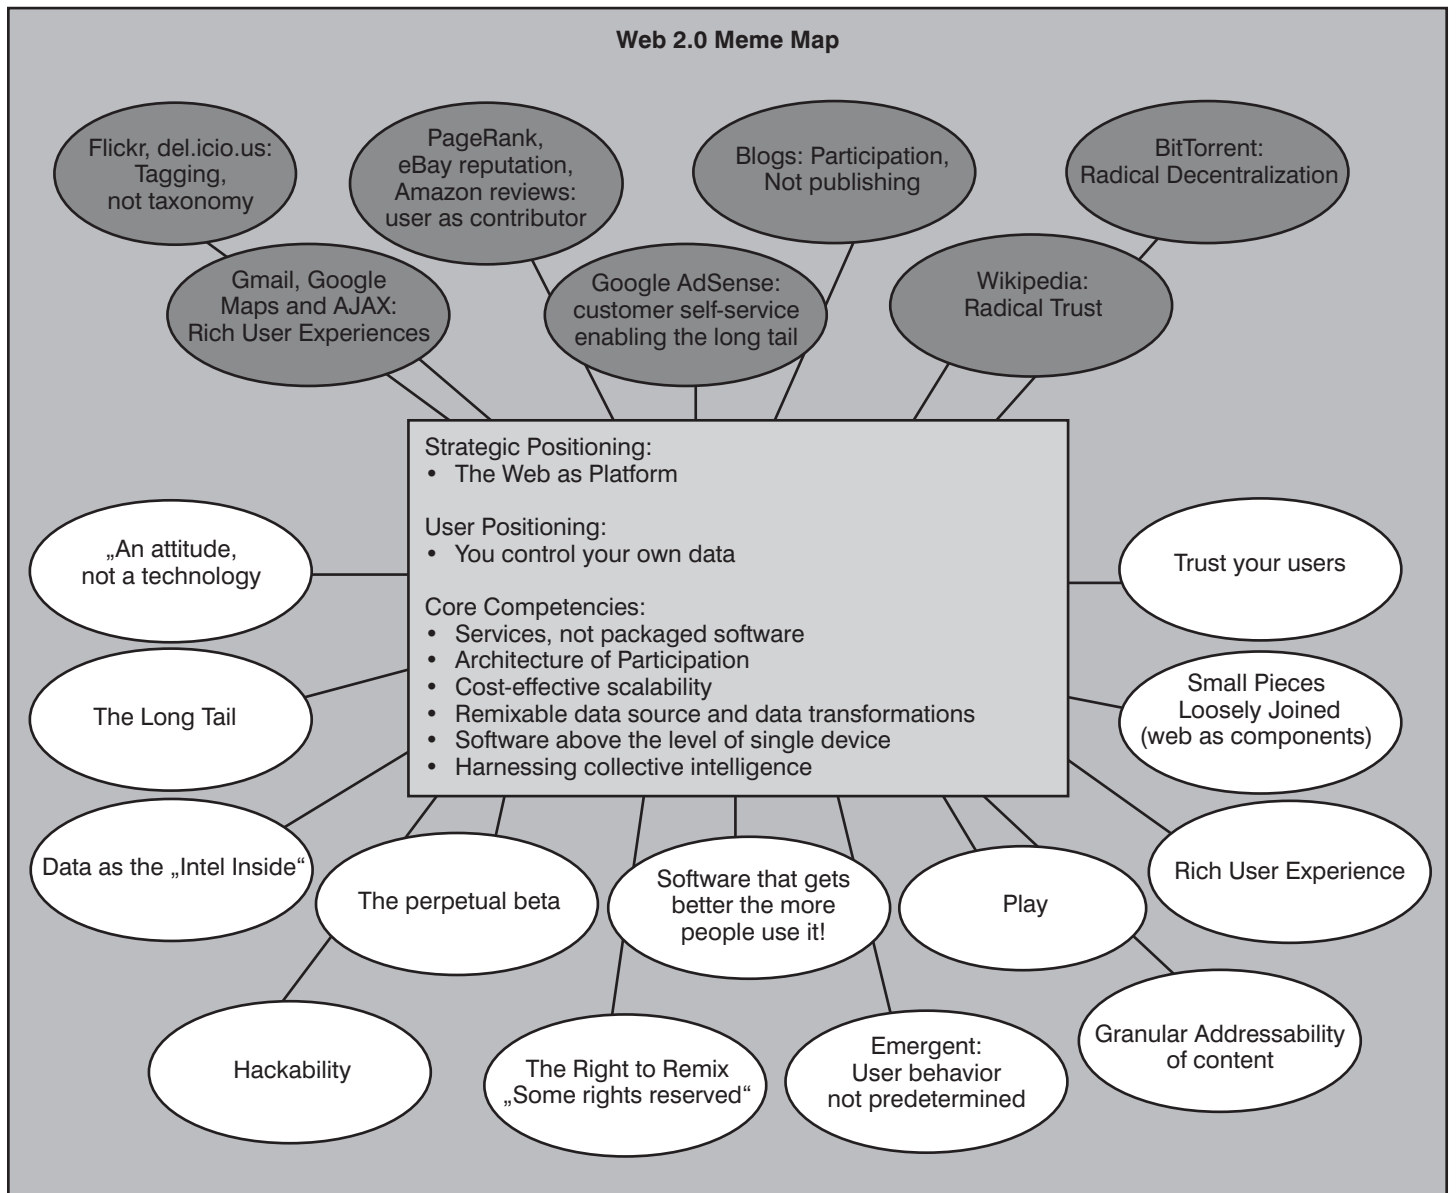 Web 2.0 Meme Map
Flickr, del.icio.us:
Tagging,
not taxonomy
PageRank,
eBay reputation,
Amazon reviews:
user as contributor
Blogs: Participation,
Not publishing
BitTorrent:
Radical Decentralization
Gmail, Google
Maps and AJAX:
Rich User Experiences
Google AdSense:
customer self-service
enabling the long tail
Wikipedia:
Radical Trust
Strategic Positioning:
• The Web as Platform
User Positioning:
• You control your own data
Core Competencies:
• Services, not packaged software
• Architecture of Participation
• Cost-effective scalability
• Remixable data source and data transformations
• Software above the level of single device
• Harnessing collective intelligence
„An attitude,
not a technology
Trust your users
The Long Tail
Small Pieces
Loosely Joined
(web as components)
Data as the „Intel Inside“
The perpetual beta
Software that gets
better the more
people use it!
Play
Rich User Experience
Hackability
The Right to Remix
„Some rights reserved“
Emergent:
User behavior
not predetermined
Granular Addressability
of content